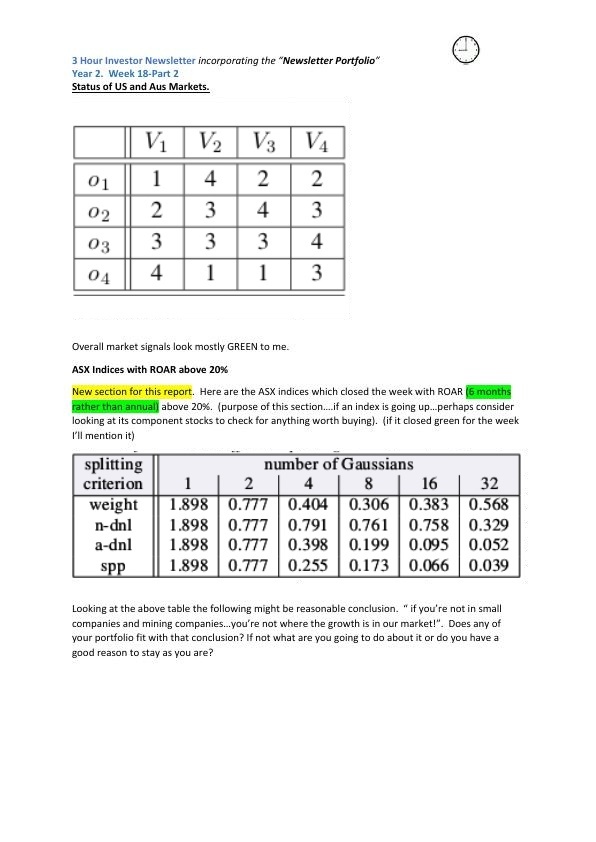 3 Hour Investor Newsletter incorporating the “Newsletter Portfolio”
Year 2. Week 18-Part 2
Status of US and Aus Markets.
V1 V2 V3 V4
o1 1 4 2 2
o2 2 3 4 3
o3 3 3 3 4
o4 4 1 1 3
Overall market signals look mostly GREEN to me.
ASX Indices with ROAR above 20%
New section for this report. Here are the ASX indices which closed the week with ROAR (6 months
rather than annual) above 20%. (purpose of this section....if an index is going up...perhaps consider
looking at its component stocks to check for anything worth buying). (if it closed green for the week
I’ll mention it)
splitting number of Gaussians
criterion 1 2 4 8 16 32
weight 1.898 0.777 0.404 0.306 0.383 0.568
n-dnl 1.898 0.777 0.791 0.761 0.758 0.329
a-dnl 1.898 0.777 0.398 0.199 0.095 0.052
spp 1.898 0.777 0.255 0.173 0.066 0.039
Looking at the above table the following might be reasonable conclusion. “ if you’re not in small
companies and mining companies...you’re not where the growth is in our market!”. Does any of
your portfolio fit with that conclusion? If not what are you going to do about it or do you have a
good reason to stay as you are?